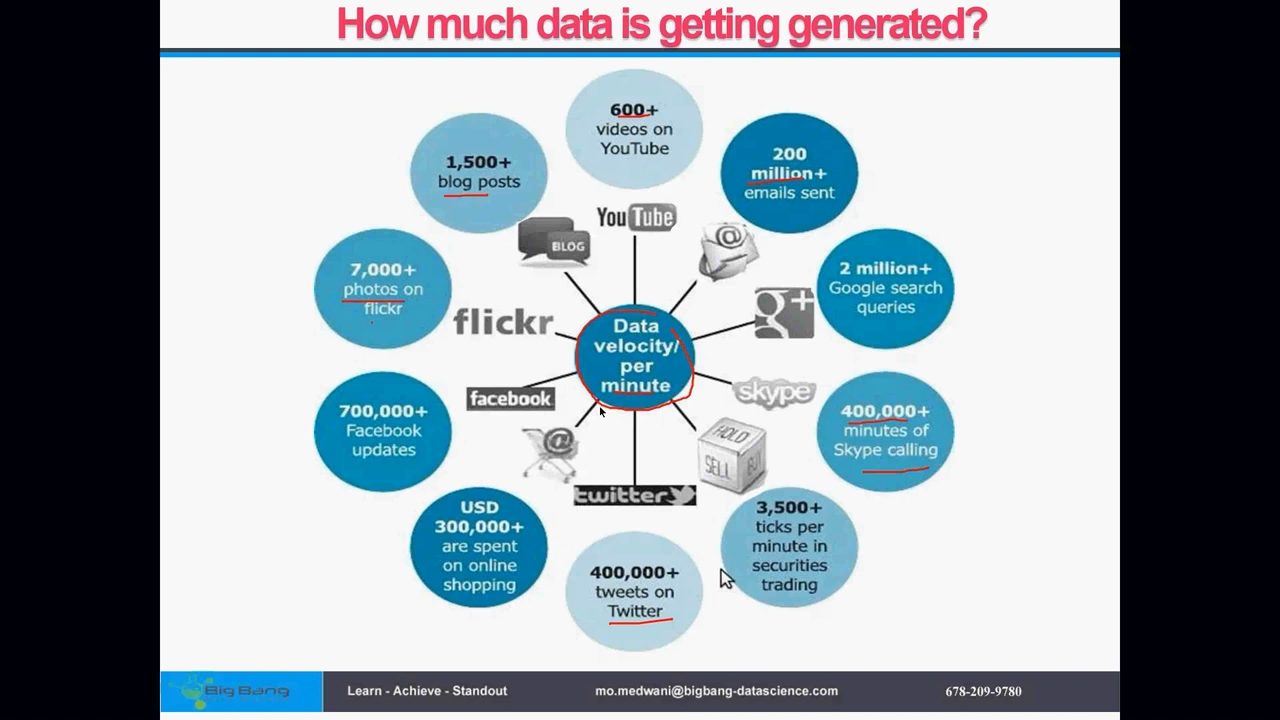 How much data is getting generated?
600+
videos on
YouTube
200
million+
emails sent
2 million+
Google search
queries
400,000+
minutes of
Skype calling
3,500+
ticks per
minute in
securities
trading
400,000+
tweets on
Twitter
USD
300,000+
are spent
on online
shopping
700,000+
Facebook
updates
7,000+
photos on
flickr
1,500+
blog posts
You Tube
@
g+
skype
HOLD
SELL BUY
twitter
@
facebook
flickr
BLOG
Data
velocity/
per
minute
Big Bang
Learn - Achieve - Standout
mo.medwani@bigbang-datascience.com
678-209-9780